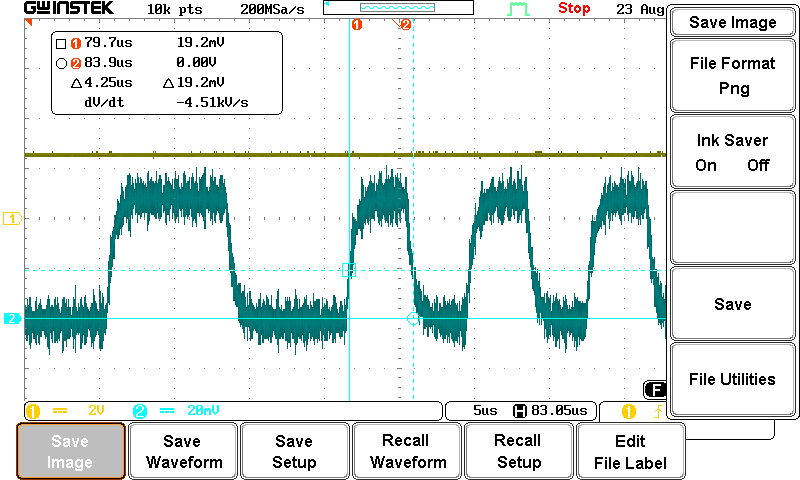 GWINSTEK 10k pts 200MSa/s Stop 23 Aug
1 2
1 79.7us 19.2mV
2 83.9us 0.00V
△4.25us △19.2mV
dV/dt -4.51kV/s
1
2
F
1 2V 2 20mV 5us H 83.05us 1
Save Image
File Format
Png
Ink Saver
On Off
Save
File Utilities
Save Image
Save Waveform
Save Setup
Recall Waveform
Recall Setup
Edit File Label